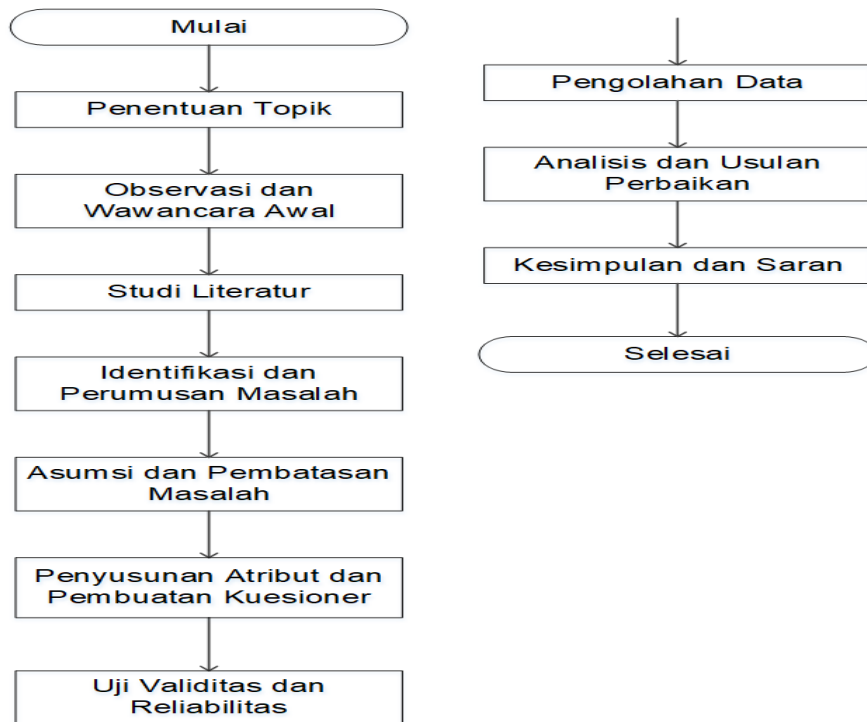 Mulai
Penentuan Topik
Observasi dan
Wawancara Awal
Studi Literatur
Identifikasi dan
Perumusan Masalah
Asumsi dan Pembatasan
Masalah
Penyusunan Atribut dan
Pembuatan Kuesioner
Uji Validitas dan
Reliabilitas
Pengolahan Data
Analisis dan Usulan
Perbaikan
Kesimpulan dan Saran
Selesai